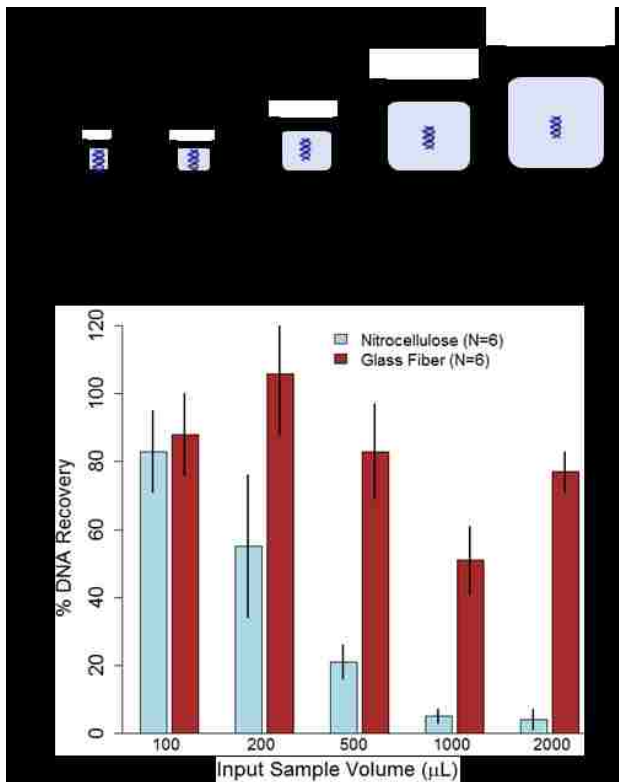 120
Nitrocellulose (N=6)
Glass Fiber (N=6)
100
80
60
40
20
0
% DNA Recovery
100 200 500 1000 2000
Input Sample Volume (μL)